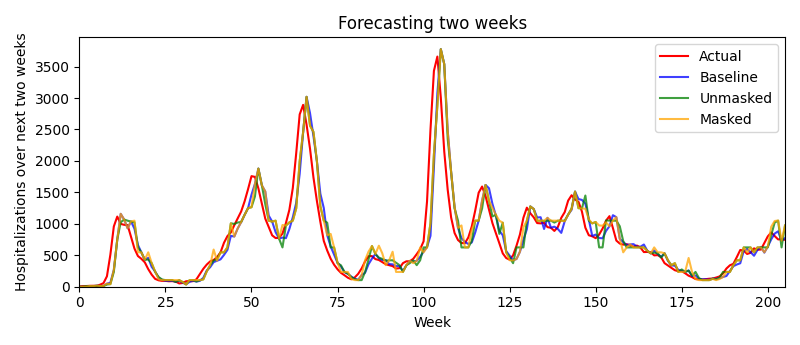 Forecasting two weeks
Hospitalizations over next two weeks
3500
3000
2500
2000
1500
1000
500
0
Actual
Baseline
Unmasked
Masked
0 25 50 75 100 125 150 175 200
Week